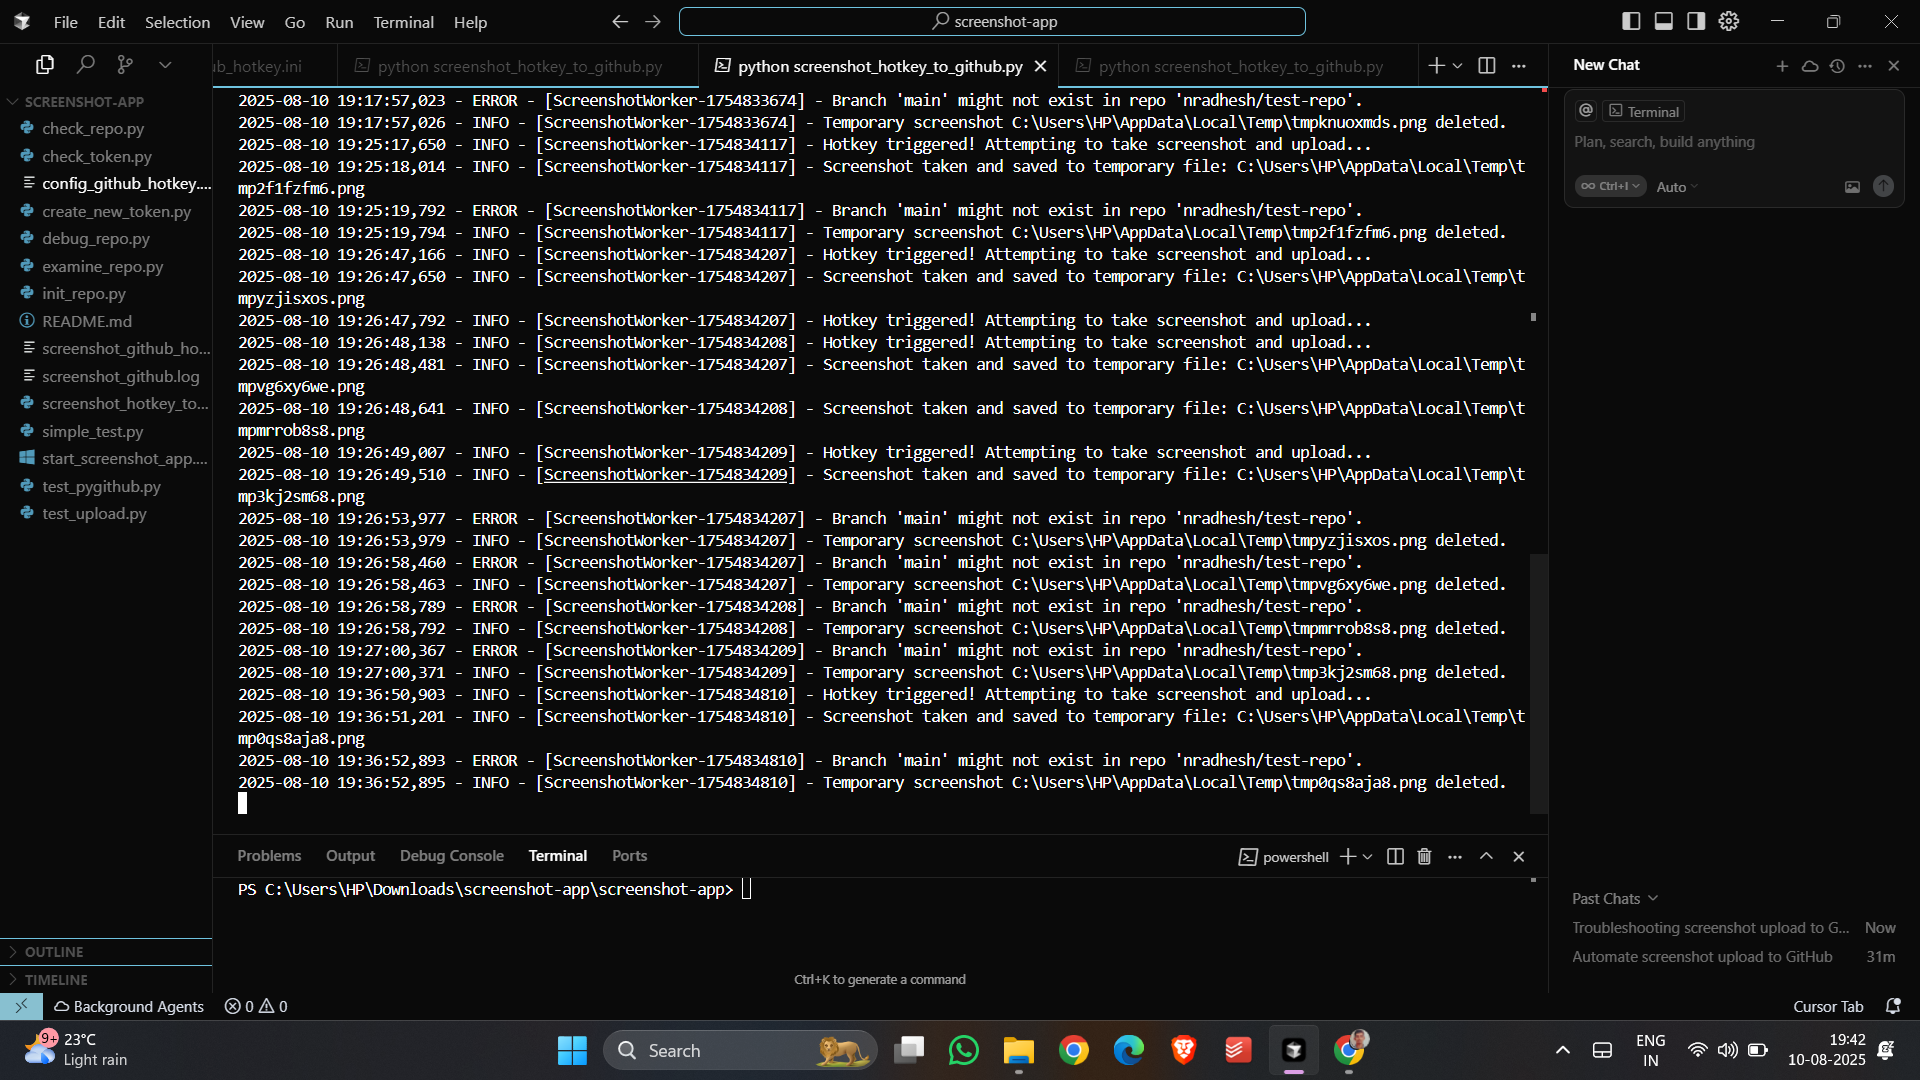 File Edit Selection View Go Run Terminal Help
screenshot-app
ub_hotkey.ini
python screenshot_hotkey_to_github.py
python screenshot_hotkey_to_github.py
python screenshot_hotkey_to_github.py
SCREENSHOT-APP
check_repo.py
check_token.py
config_github_hotkey....
create_new_token.py
debug_repo.py
examine_repo.py
init_repo.py
README.md
screenshot_github_ho...
screenshot_github.log
screenshot_hotkey_to...
simple_test.py
start_screenshot_app....
test_pygithub.py
test_upload.py
OUTLINE
TIMELINE
2025-08-10 19:17:57,023 - ERROR - [ScreenshotWorker-1754833674] - Branch 'main' might not exist in repo 'nradhesh/test-repo'.
2025-08-10 19:17:57,026 - INFO - [ScreenshotWorker-1754833674] - Temporary screenshot C:\Users\HP\AppData\Local\Temp\tmpknuoxmds.png deleted.
2025-08-10 19:25:17,650 - INFO - [ScreenshotWorker-1754834117] - Hotkey triggered! Attempting to take screenshot and upload...
2025-08-10 19:25:18,014 - INFO - [ScreenshotWorker-1754834117] - Screenshot taken and saved to temporary file: C:\Users\HP\AppData\Local\Temp\t
mp2f1fzfm6.png
2025-08-10 19:25:19,792 - ERROR - [ScreenshotWorker-1754834117] - Branch 'main' might not exist in repo 'nradhesh/test-repo'.
2025-08-10 19:25:19,794 - INFO - [ScreenshotWorker-1754834117] - Temporary screenshot C:\Users\HP\AppData\Local\Temp\tmp2f1fzfm6.png deleted.
2025-08-10 19:26:47,166 - INFO - [ScreenshotWorker-1754834207] - Hotkey triggered! Attempting to take screenshot and upload...
2025-08-10 19:26:47,650 - INFO - [ScreenshotWorker-1754834207] - Screenshot taken and saved to temporary file: C:\Users\HP\AppData\Local\Temp\t
mpyzjisxos.png
2025-08-10 19:26:47,792 - INFO - [ScreenshotWorker-1754834207] - Hotkey triggered! Attempting to take screenshot and upload...
2025-08-10 19:26:48,138 - INFO - [ScreenshotWorker-1754834208] - Hotkey triggered! Attempting to take screenshot and upload...
2025-08-10 19:26:48,481 - INFO - [ScreenshotWorker-1754834207] - Screenshot taken and saved to temporary file: C:\Users\HP\AppData\Local\Temp\t
mpvg6xy6we.png
2025-08-10 19:26:48,641 - INFO - [ScreenshotWorker-1754834208] - Screenshot taken and saved to temporary file: C:\Users\HP\AppData\Local\Temp\t
mpmrrob8s8.png
2025-08-10 19:26:49,007 - INFO - [ScreenshotWorker-1754834209] - Hotkey triggered! Attempting to take screenshot and upload...
2025-08-10 19:26:49,510 - INFO - [ScreenshotWorker-1754834209] - Screenshot taken and saved to temporary file: C:\Users\HP\AppData\Local\Temp\t
mp3kj2sm68.png
2025-08-10 19:26:53,977 - ERROR - [ScreenshotWorker-1754834207] - Branch 'main' might not exist in repo 'nradhesh/test-repo'.
2025-08-10 19:26:53,979 - INFO - [ScreenshotWorker-1754834207] - Temporary screenshot C:\Users\HP\AppData\Local\Temp\tmpyzjisxos.png deleted.
2025-08-10 19:26:58,460 - ERROR - [ScreenshotWorker-1754834207] - Branch 'main' might not exist in repo 'nradhesh/test-repo'.
2025-08-10 19:26:58,463 - INFO - [ScreenshotWorker-1754834207] - Temporary screenshot C:\Users\HP\AppData\Local\Temp\tmpvg6xy6we.png deleted.
2025-08-10 19:26:58,789 - ERROR - [ScreenshotWorker-1754834208] - Branch 'main' might not exist in repo 'nradhesh/test-repo'.
2025-08-10 19:26:58,792 - INFO - [ScreenshotWorker-1754834208] - Temporary screenshot C:\Users\HP\AppData\Local\Temp\tmpmrrob8s8.png deleted.
2025-08-10 19:27:00,367 - ERROR - [ScreenshotWorker-1754834209] - Branch 'main' might not exist in repo 'nradhesh/test-repo'.
2025-08-10 19:27:00,371 - INFO - [ScreenshotWorker-1754834209] - Temporary screenshot C:\Users\HP\AppData\Local\Temp\tmp3kj2sm68.png deleted.
2025-08-10 19:36:50,903 - INFO - [ScreenshotWorker-1754834810] - Hotkey triggered! Attempting to take screenshot and upload...
2025-08-10 19:36:51,201 - INFO - [ScreenshotWorker-1754834810] - Screenshot taken and saved to temporary file: C:\Users\HP\AppData\Local\Temp\t
mp0qs8aja8.png
2025-08-10 19:36:52,893 - ERROR - [ScreenshotWorker-1754834810] - Branch 'main' might not exist in repo 'nradhesh/test-repo'.
2025-08-10 19:36:52,895 - INFO - [ScreenshotWorker-1754834810] - Temporary screenshot C:\Users\HP\AppData\Local\Temp\tmp0qs8aja8.png deleted.
Problems Output Debug Console Terminal Ports
powershell
PS C:\Users\HP\Downloads\screenshot-app\screenshot-app>
Ctrl+K to generate a command
New Chat
@ Terminal
Plan, search, build anything
Ctrl+I Auto
Past Chats
Troubleshooting screenshot upload to G... Now
Automate screenshot upload to GitHub 31m
Background Agents 0 0
Cursor Tab
9+
23°C
Light rain
Search
ENG
IN
19:42
10-08-2025